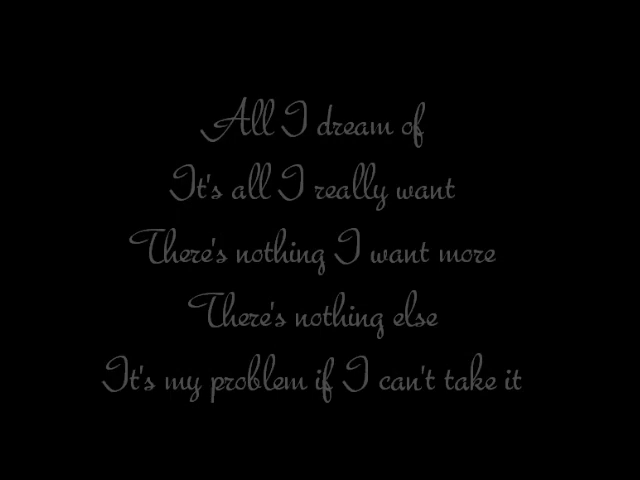 All I dream of
It's all I really want
There's nothing I want more
There's nothing else
It's my problem if I can't take it